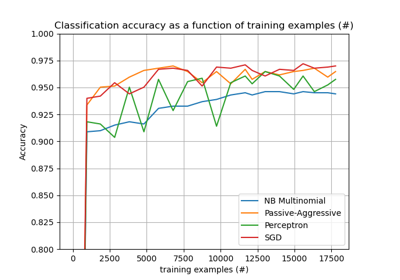 Classification accuracy as a function of training examples (#)
1.000
0.975
0.950
0.925
0.900
0.875
0.850
0.825
0.800
Accuracy
NB Multinomial
Passive-Aggressive
Perceptron
SGD
0 2500 5000 7500 10000 12500 15000 17500
training examples (#)